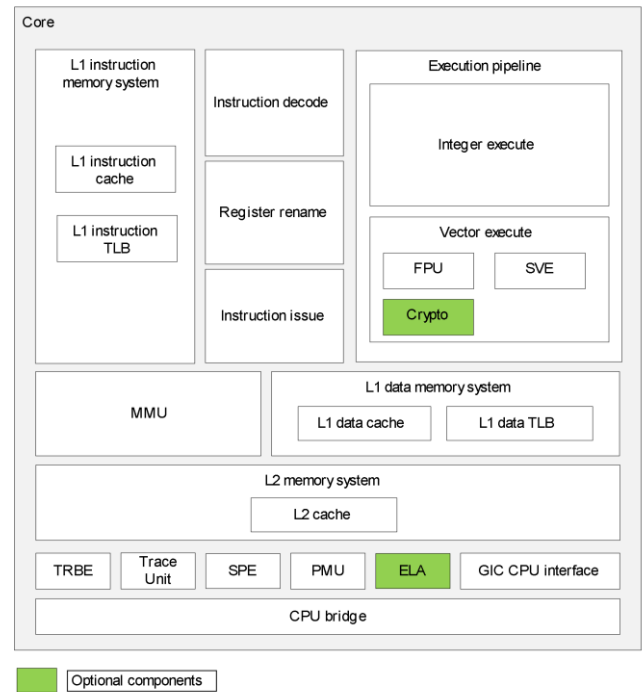 Core
L1 instruction
memory system
L1 instruction
cache
L1 instruction
TLB
Instruction decode
Register rename
Instruction issue
Execution pipeline
Integer execute
Vector execute
FPU
SVE
Crypto
MMU
L1 data memory system
L1 data cache
L1 data TLB
L2 memory system
L2 cache
TRBE
Trace
Unit
SPE
PMU
ELA
GIC CPU interface
CPU bridge
Optional components